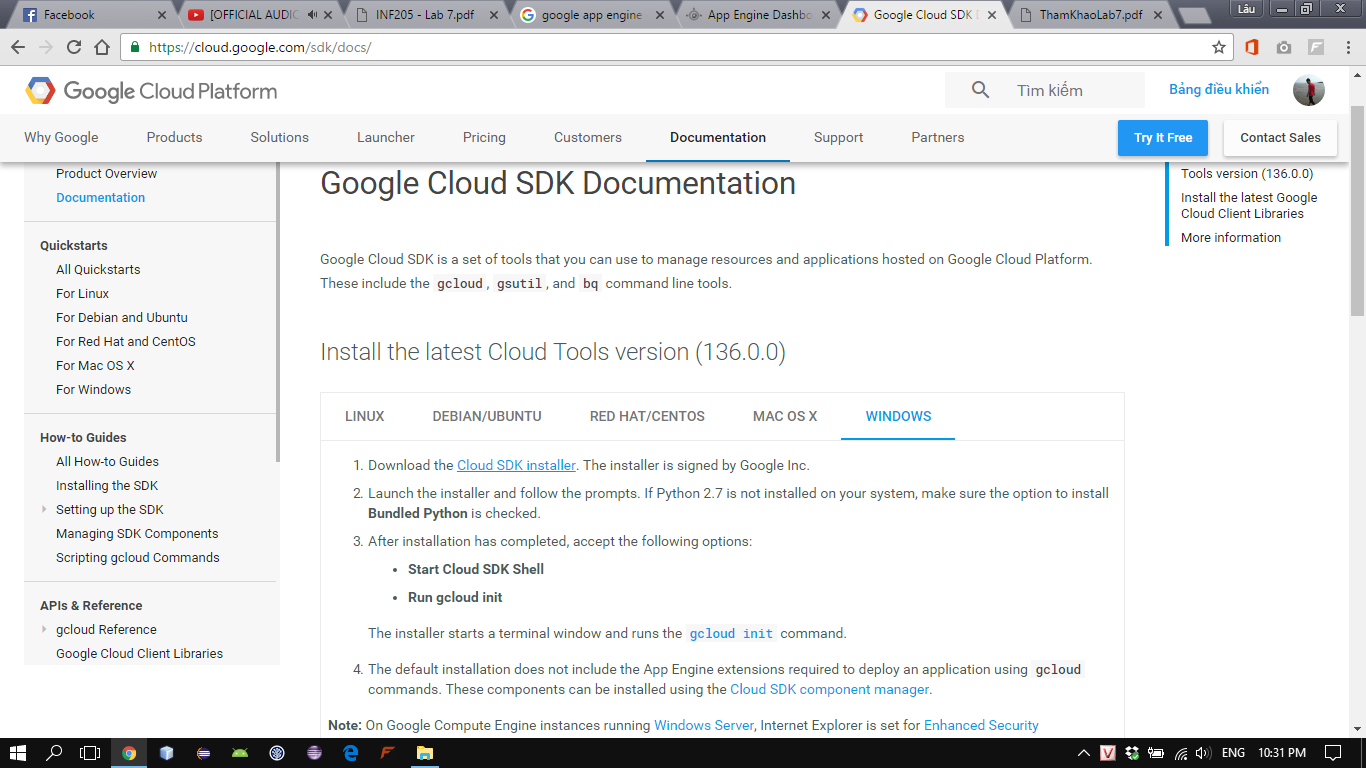 Facebook
[OFFICIAL AUDIO
INF205 - Lab 7.pdf
google app engine
App Engine Dashbo
Google Cloud SDK D
ThamKhaoLab7.pdf
Lâu
https://cloud.google.com/sdk/docs/
Google Cloud Platform
Tìm kiếm
Bảng điều khiển
Why Google
Products
Solutions
Launcher
Pricing
Customers
Documentation
Support
Partners
Try It Free
Contact Sales
Product Overview
Documentation
Quickstarts
All Quickstarts
For Linux
For Debian and Ubuntu
For Red Hat and CentOS
For Mac OS X
For Windows
How-to Guides
All How-to Guides
Installing the SDK
Setting up the SDK
Managing SDK Components
Scripting gcloud Commands
APIs & Reference
gcloud Reference
Google Cloud Client Libraries
Google Cloud SDK Documentation
Google Cloud SDK is a set of tools that you can use to manage resources and applications hosted on Google Cloud Platform.
These include the gcloud, gsutil, and bq command line tools.
Install the latest Cloud Tools version (136.0.0)
LINUX
DEBIAN/UBUNTU
RED HAT/CENTOS
MAC OS X
WINDOWS
1. Download the Cloud SDK installer. The installer is signed by Google Inc.
2. Launch the installer and follow the prompts. If Python 2.7 is not installed on your system, make sure the option to install
Bundled Python is checked.
3. After installation has completed, accept the following options:
• Start Cloud SDK Shell
• Run gcloud init
The installer starts a terminal window and runs the gcloud init command.
4. The default installation does not include the App Engine extensions required to deploy an application using gcloud
commands. These components can be installed using the Cloud SDK component manager.
Note: On Google Compute Engine instances running Windows Server, Internet Explorer is set for Enhanced Security
Tools version (136.0.0)
Install the latest Google
Cloud Client Libraries
More information
ENG
10:31 PM